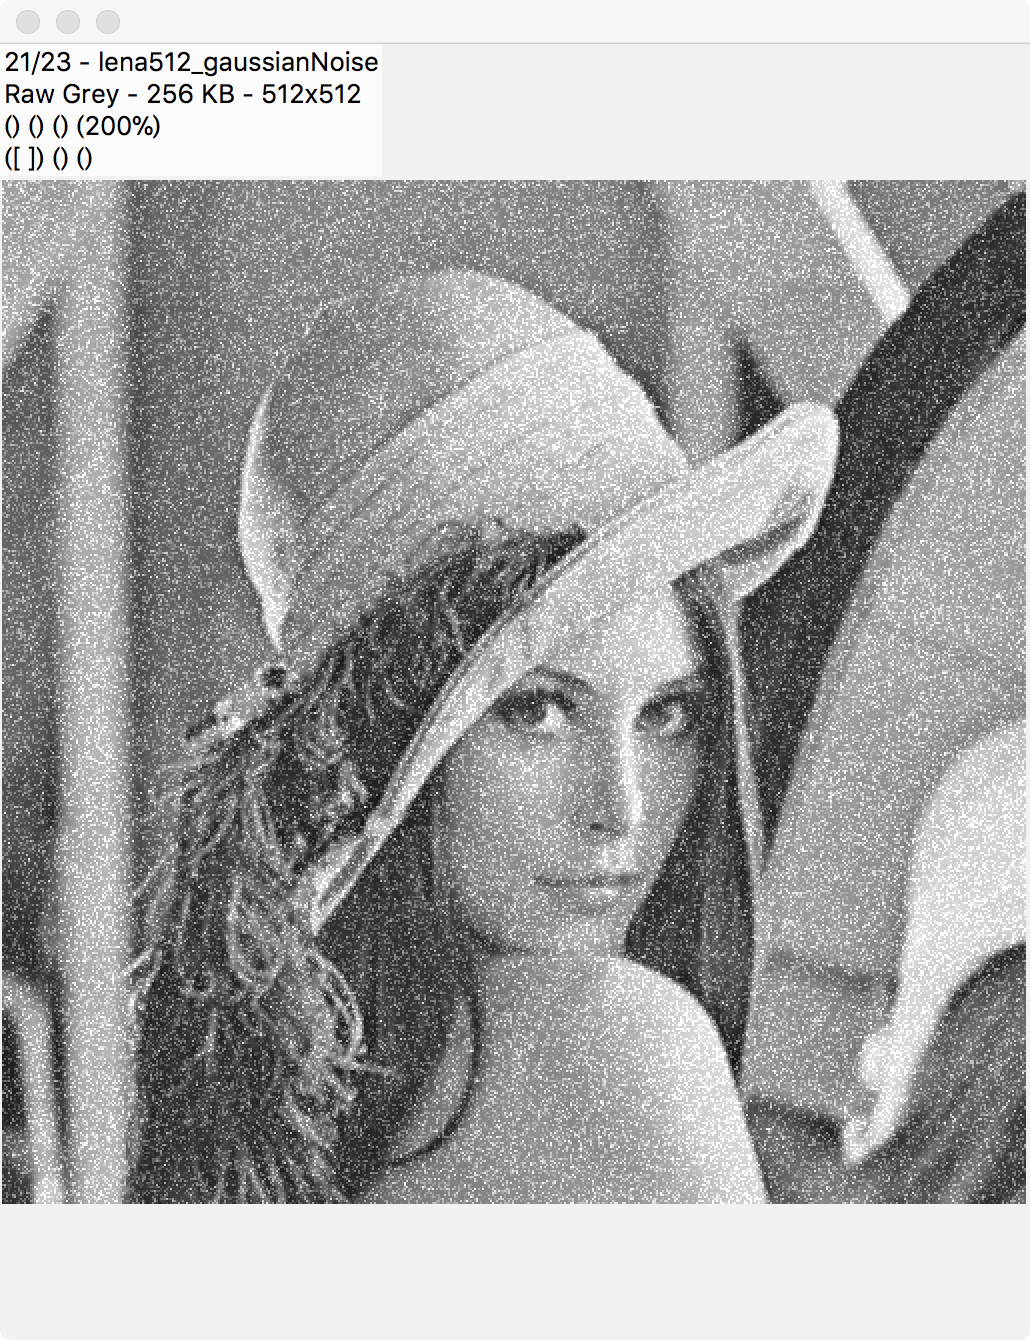 21/23 - lena512_gaussianNoise
Raw Grey - 256 KB - 512x512
() () () (200%)
([ ]) () ()